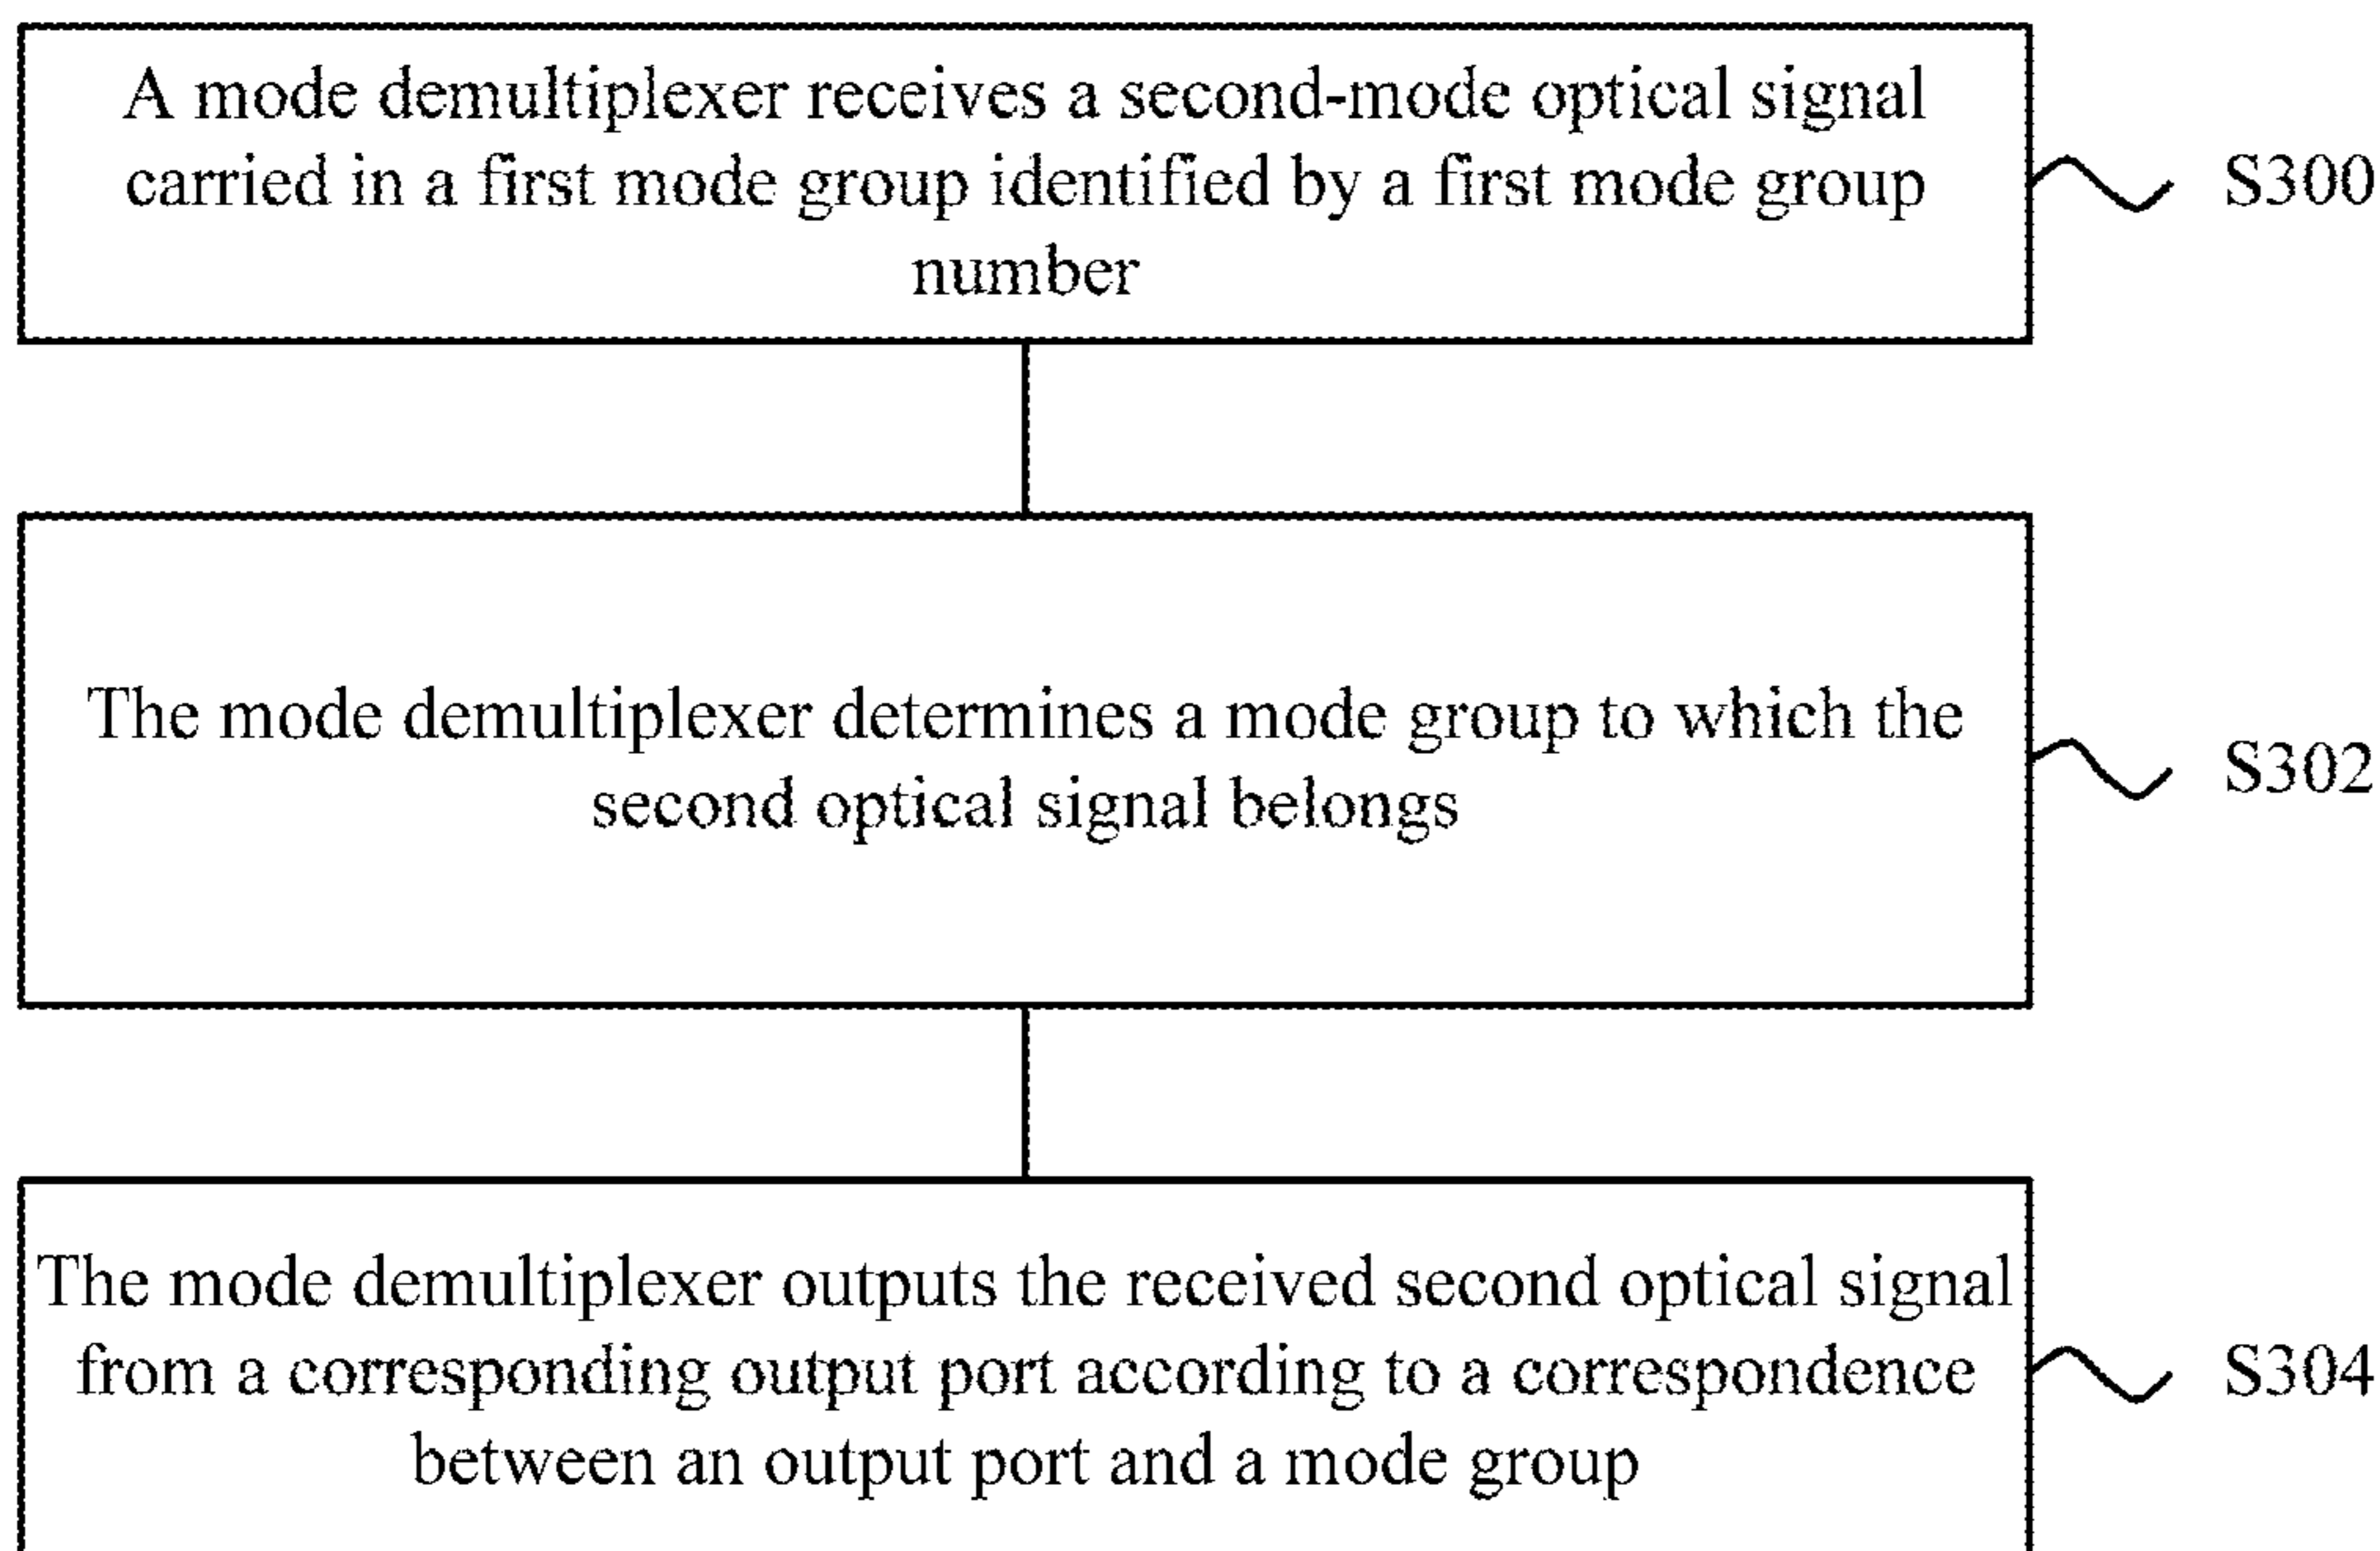 A mode demultiplexer receives a second-mode optical signal
carried in a first mode group identified by a first mode group
number
S300
The mode demultiplexer determines a mode group to which the
second optical signal belongs
S302
The mode demultiplexer outputs the received second optical signal
from a corresponding output port according to a correspondence
between an output port and a mode group
S304